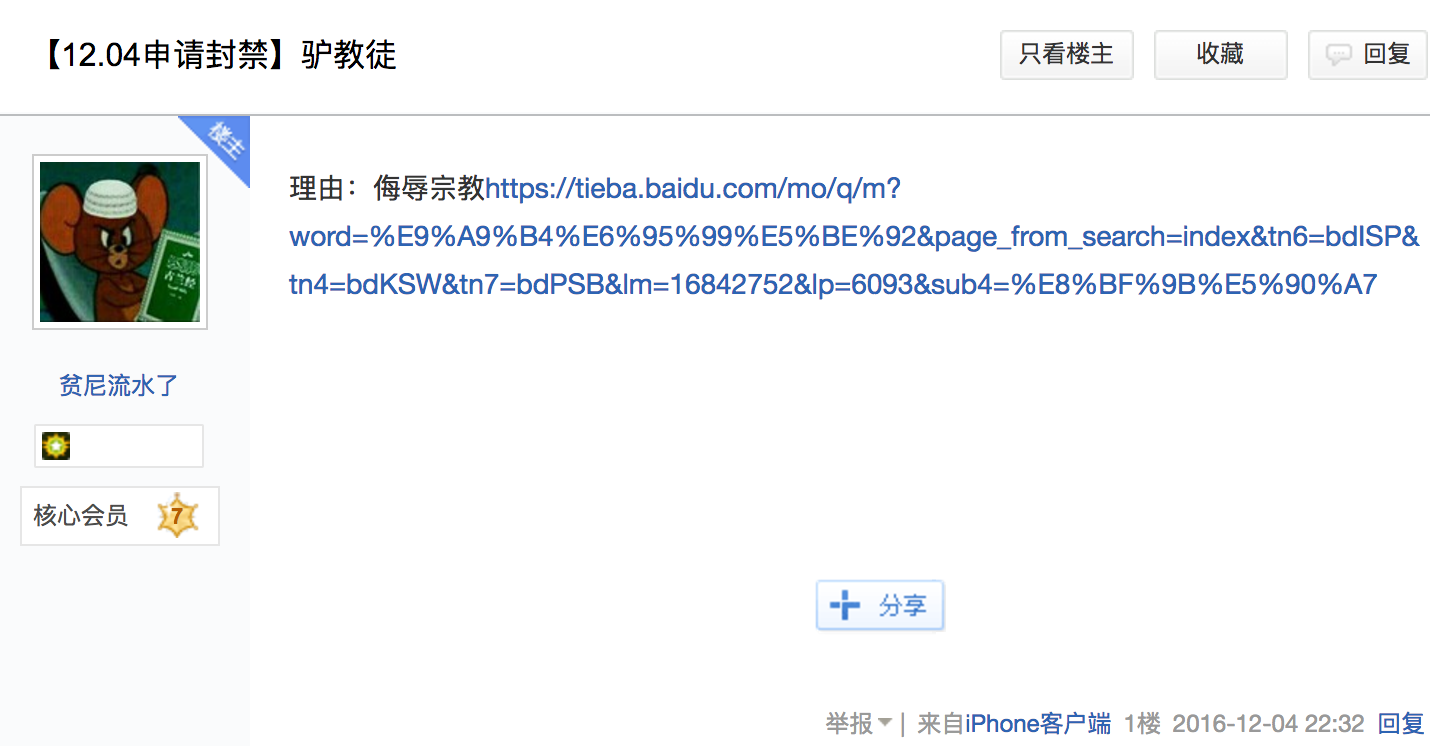 【12.04申请封禁】驴教徒
只看楼主
收藏
回复
楼主
古兰经
贫尼流水了
核心会员 7
理由：侮辱宗教https://tieba.baidu.com/mo/q/m?
word=%E9%A9%B4%E6%95%99%E5%BE%92&page_from_search=index&tn6=bdISP&
tn4=bdKSW&tn7=bdPSB&lm=16842752&lp=6093&sub4=%E8%BF%9B%E5%90%A7
分享
举报 | 来自iPhone客户端 1楼 2016-12-04 22:32 回复